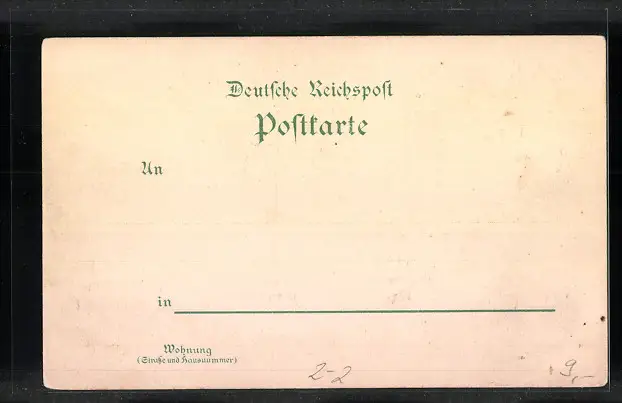 Deutſche Reichspoſt
Poſtkarte
An
in
Wohnung
(Straße und Hausnummer)
2-2
9,-